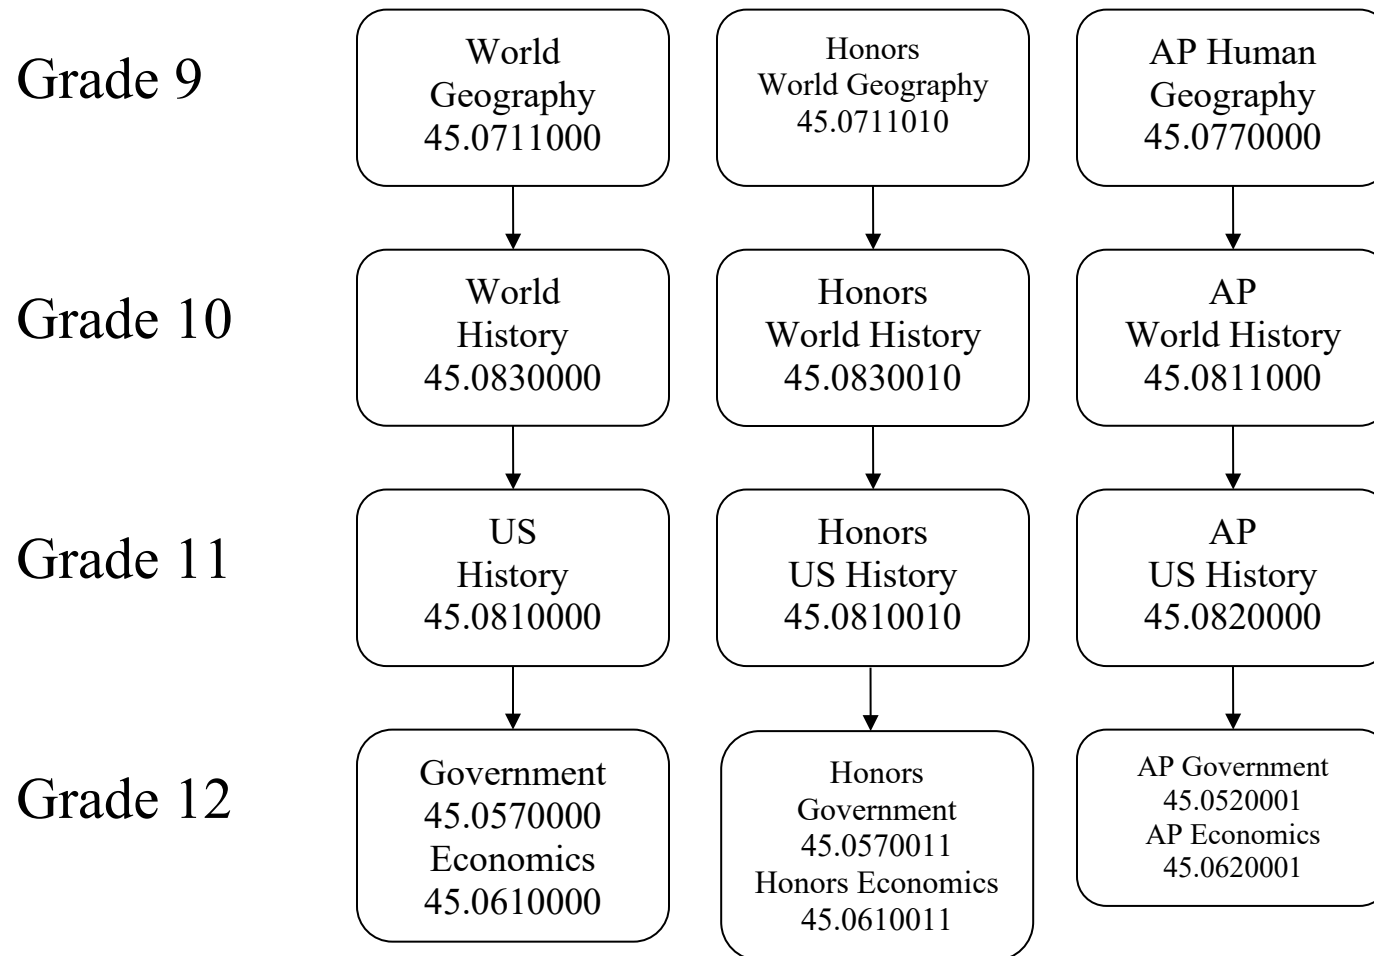 Grade 9
World
Geography
45.0711000
Honors
World Geography
45.0711010
AP Human
Geography
45.0770000
Grade 10
World
History
45.0830000
Honors
World History
45.0830010
AP
World History
45.0811000
Grade 11
US
History
45.0810000
Honors
US History
45.0810010
AP
US History
45.0820000
Grade 12
Government
45.0570000
Economics
45.0610000
Honors
Government
45.0570011
Honors Economics
45.0610011
AP Government
45.0520001
AP Economics
45.0620001